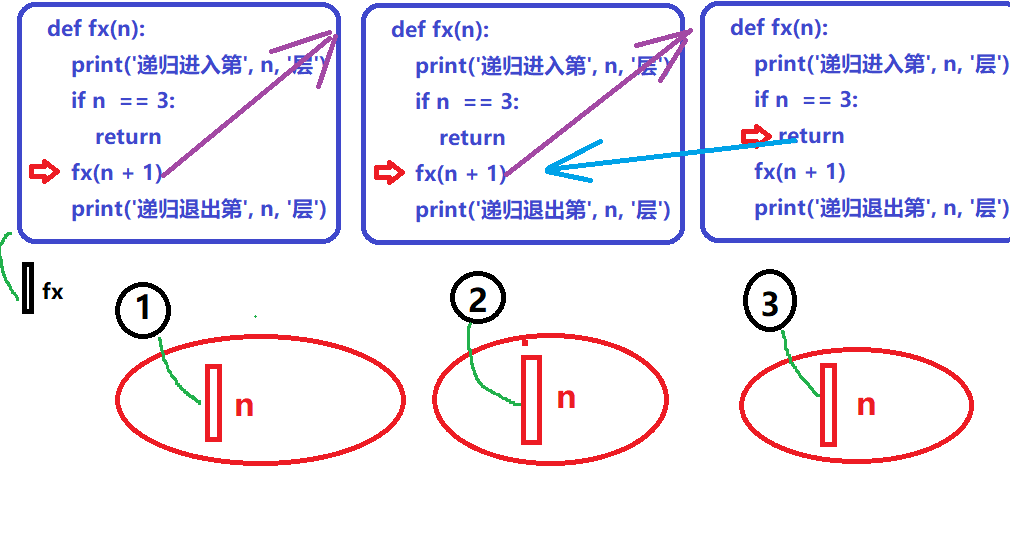 def fx(n):
print('递归进入第', n, '层')
if n == 3:
return
fx(n + 1)
print('递归退出第', n, '层')
def fx(n):
print('递归进入第', n, '层')
if n == 3:
return
fx(n + 1)
print('递归退出第', n, '层')
def fx(n):
print('递归进入第', n, '层')
if n == 3:
return
fx(n + 1)
print('递归退出第', n, '层')
fx
1
2
3
n
n
n